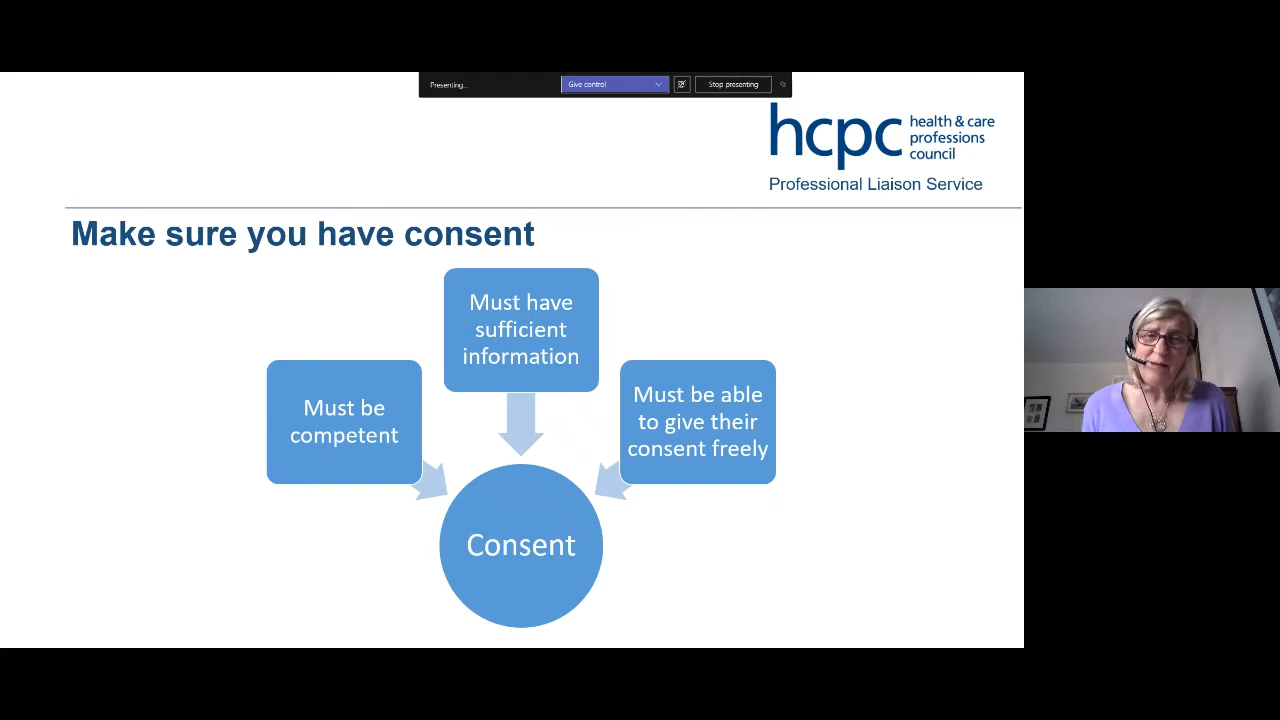 Presenting...
Give control
Stop presenting
hcpc
health & care
professions
council
Professional Liaison Service
Make sure you have consent
Must have
sufficient
information
Must be
competent
Must be able
to give their
consent freely
Consent